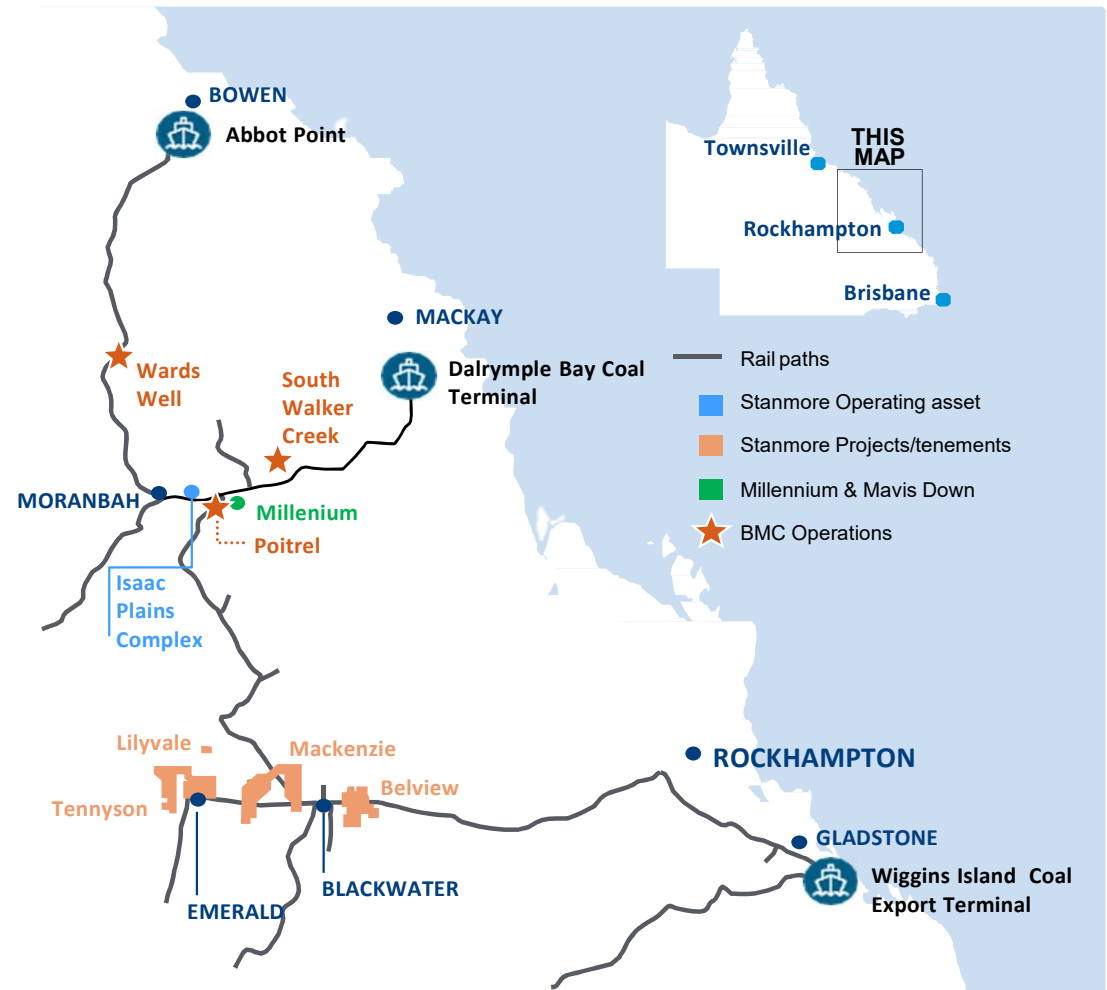 BOWEN
Abbot Point
THIS
MAP
Townsville
Rockhampton
Brisbane
MACKAY
Dalrymple Bay Coal
Terminal
Wards
Well
South
Walker
Creek
Rail paths
Stanmore Operating asset
Stanmore Projects/tenements
Millennium & Mavis Down
BMC Operations
MORANBAH
Millenium
Poitrel
Isaac
Plains
Complex
Lilyvale
Mackenzie
Tennyson
Belview
ROCKHAMPTON
GLADSTONE
BLACKWATER
EMERALD
Wiggins Island Coal
Export Terminal